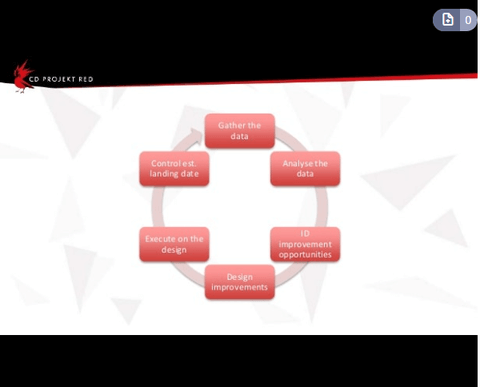 0
CD PROJEKT RED
Gather the
data
Analyse the
data
ID
improvement
opportunities
Design
improvements
Execute on the
design
Control est.
landing date